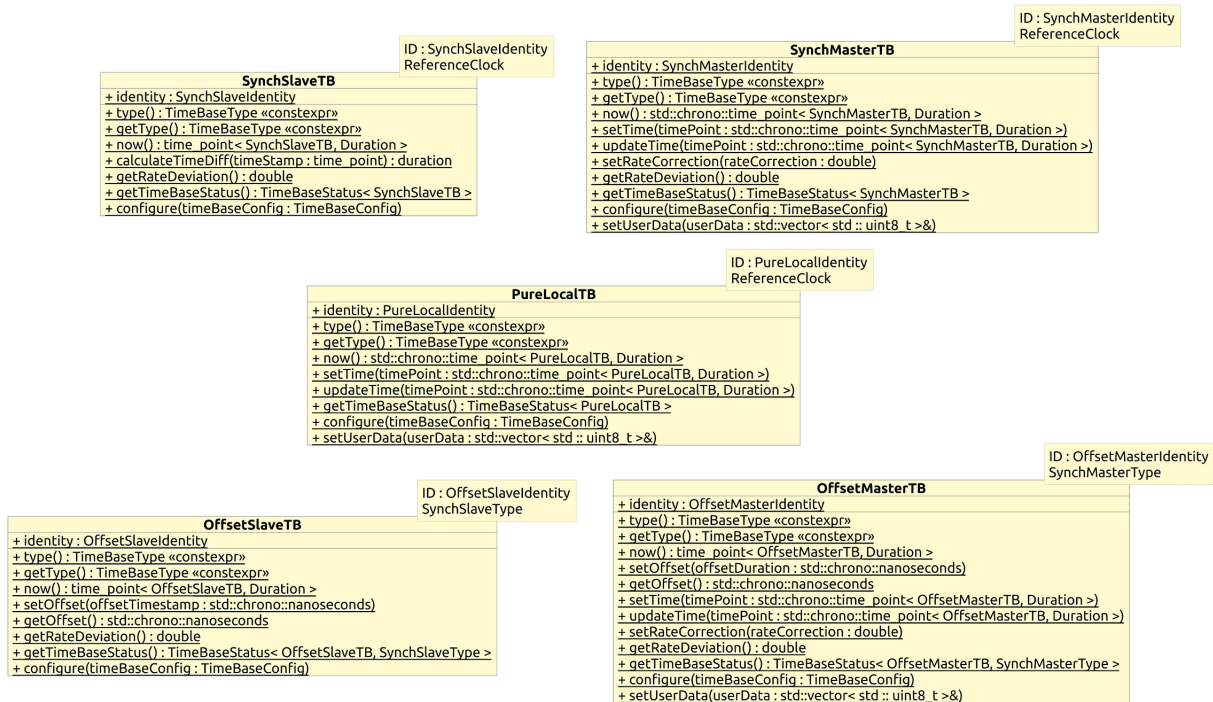 ID : SynchSlaveIdentity
ReferenceClock
SynchSlaveTB
+ identity : SynchSlaveIdentity
+ type() : TimeBaseType «constexpr»
+ getType() : TimeBaseType «constexpr»
+ now() : time_point< SynchSlaveTB, Duration >
+ calculateTimeDiff(timeStamp : time_point) : duration
+ getRateDeviation() : double
+ getTimeBaseStatus() : TimeBaseStatus< SynchSlaveTB >
+ configure(timeBaseConfig : TimeBaseConfig)
ID : SynchMasterIdentity
ReferenceClock
SynchMasterTB
+ identity : SynchMasterIdentity
+ type() : TimeBaseType «constexpr»
+ getType() : TimeBaseType «constexpr»
+ now() : std::chrono::time_point< SynchMasterTB, Duration >
+ setTime(timePoint : std::chrono::time_point< SynchMasterTB, Duration >)
+ updateTime(timePoint : std::chrono::time_point< SynchMasterTB, Duration >)
+ setRateCorrection(rateCorrection : double)
+ getRateDeviation() : double
+ getTimeBaseStatus() : TimeBaseStatus< SynchMasterTB >
+ configure(timeBaseConfig : TimeBaseConfig)
+ setUserData(userData : std::vector< std :: uint8_t >&)
ID : PureLocalIdentity
ReferenceClock
PureLocalTB
+ identity : PureLocalIdentity
+ type() : TimeBaseType «constexpr»
+ getType() : TimeBaseType «constexpr»
+ now() : std::chrono::time_point< PureLocalTB, Duration >
+ setTime(timePoint : std::chrono::time_point< PureLocalTB, Duration >)
+ updateTime(timePoint : std::chrono::time_point< PureLocalTB, Duration >)
+ getTimeBaseStatus() : TimeBaseStatus< PureLocalTB >
+ configure(timeBaseConfig : TimeBaseConfig)
+ setUserData(userData : std::vector< std :: uint8_t >&)
ID : OffsetSlaveIdentity
SynchSlaveType
OffsetSlaveTB
+ identity : OffsetSlaveIdentity
+ type() : TimeBaseType «constexpr»
+ getType() : TimeBaseType «constexpr»
+ now() : time_point< OffsetSlaveTB, Duration >
+ setOffset(offsetTimestamp : std::chrono::nanoseconds)
+ getOffset() : std::chrono::nanoseconds
+ getRateDeviation() : double
+ getTimeBaseStatus() : TimeBaseStatus< OffsetSlaveTB, SynchSlaveType >
+ configure(timeBaseConfig : TimeBaseConfig)
ID : OffsetMasterIdentity
SynchMasterType
OffsetMasterTB
+ identity : OffsetMasterIdentity
+ type() : TimeBaseType «constexpr»
+ getType() : TimeBaseType «constexpr»
+ now() : time_point< OffsetMasterTB, Duration >
+ setOffset(offsetDuration : std::chrono::nanoseconds)
+ getOffset() : std::chrono::nanoseconds
+ setTime(timePoint : std::chrono::time_point< OffsetMasterTB, Duration >)
+ updateTime(timePoint : std::chrono::time_point< OffsetMasterTB, Duration >)
+ setRateCorrection(rateCorrection : double)
+ getRateDeviation() : double
+ getTimeBaseStatus() : TimeBaseStatus< OffsetMasterTB, SynchMasterType >
+ configure(timeBaseConfig : TimeBaseConfig)
+ setUserData(userData : std::vector< std :: uint8_t >&)